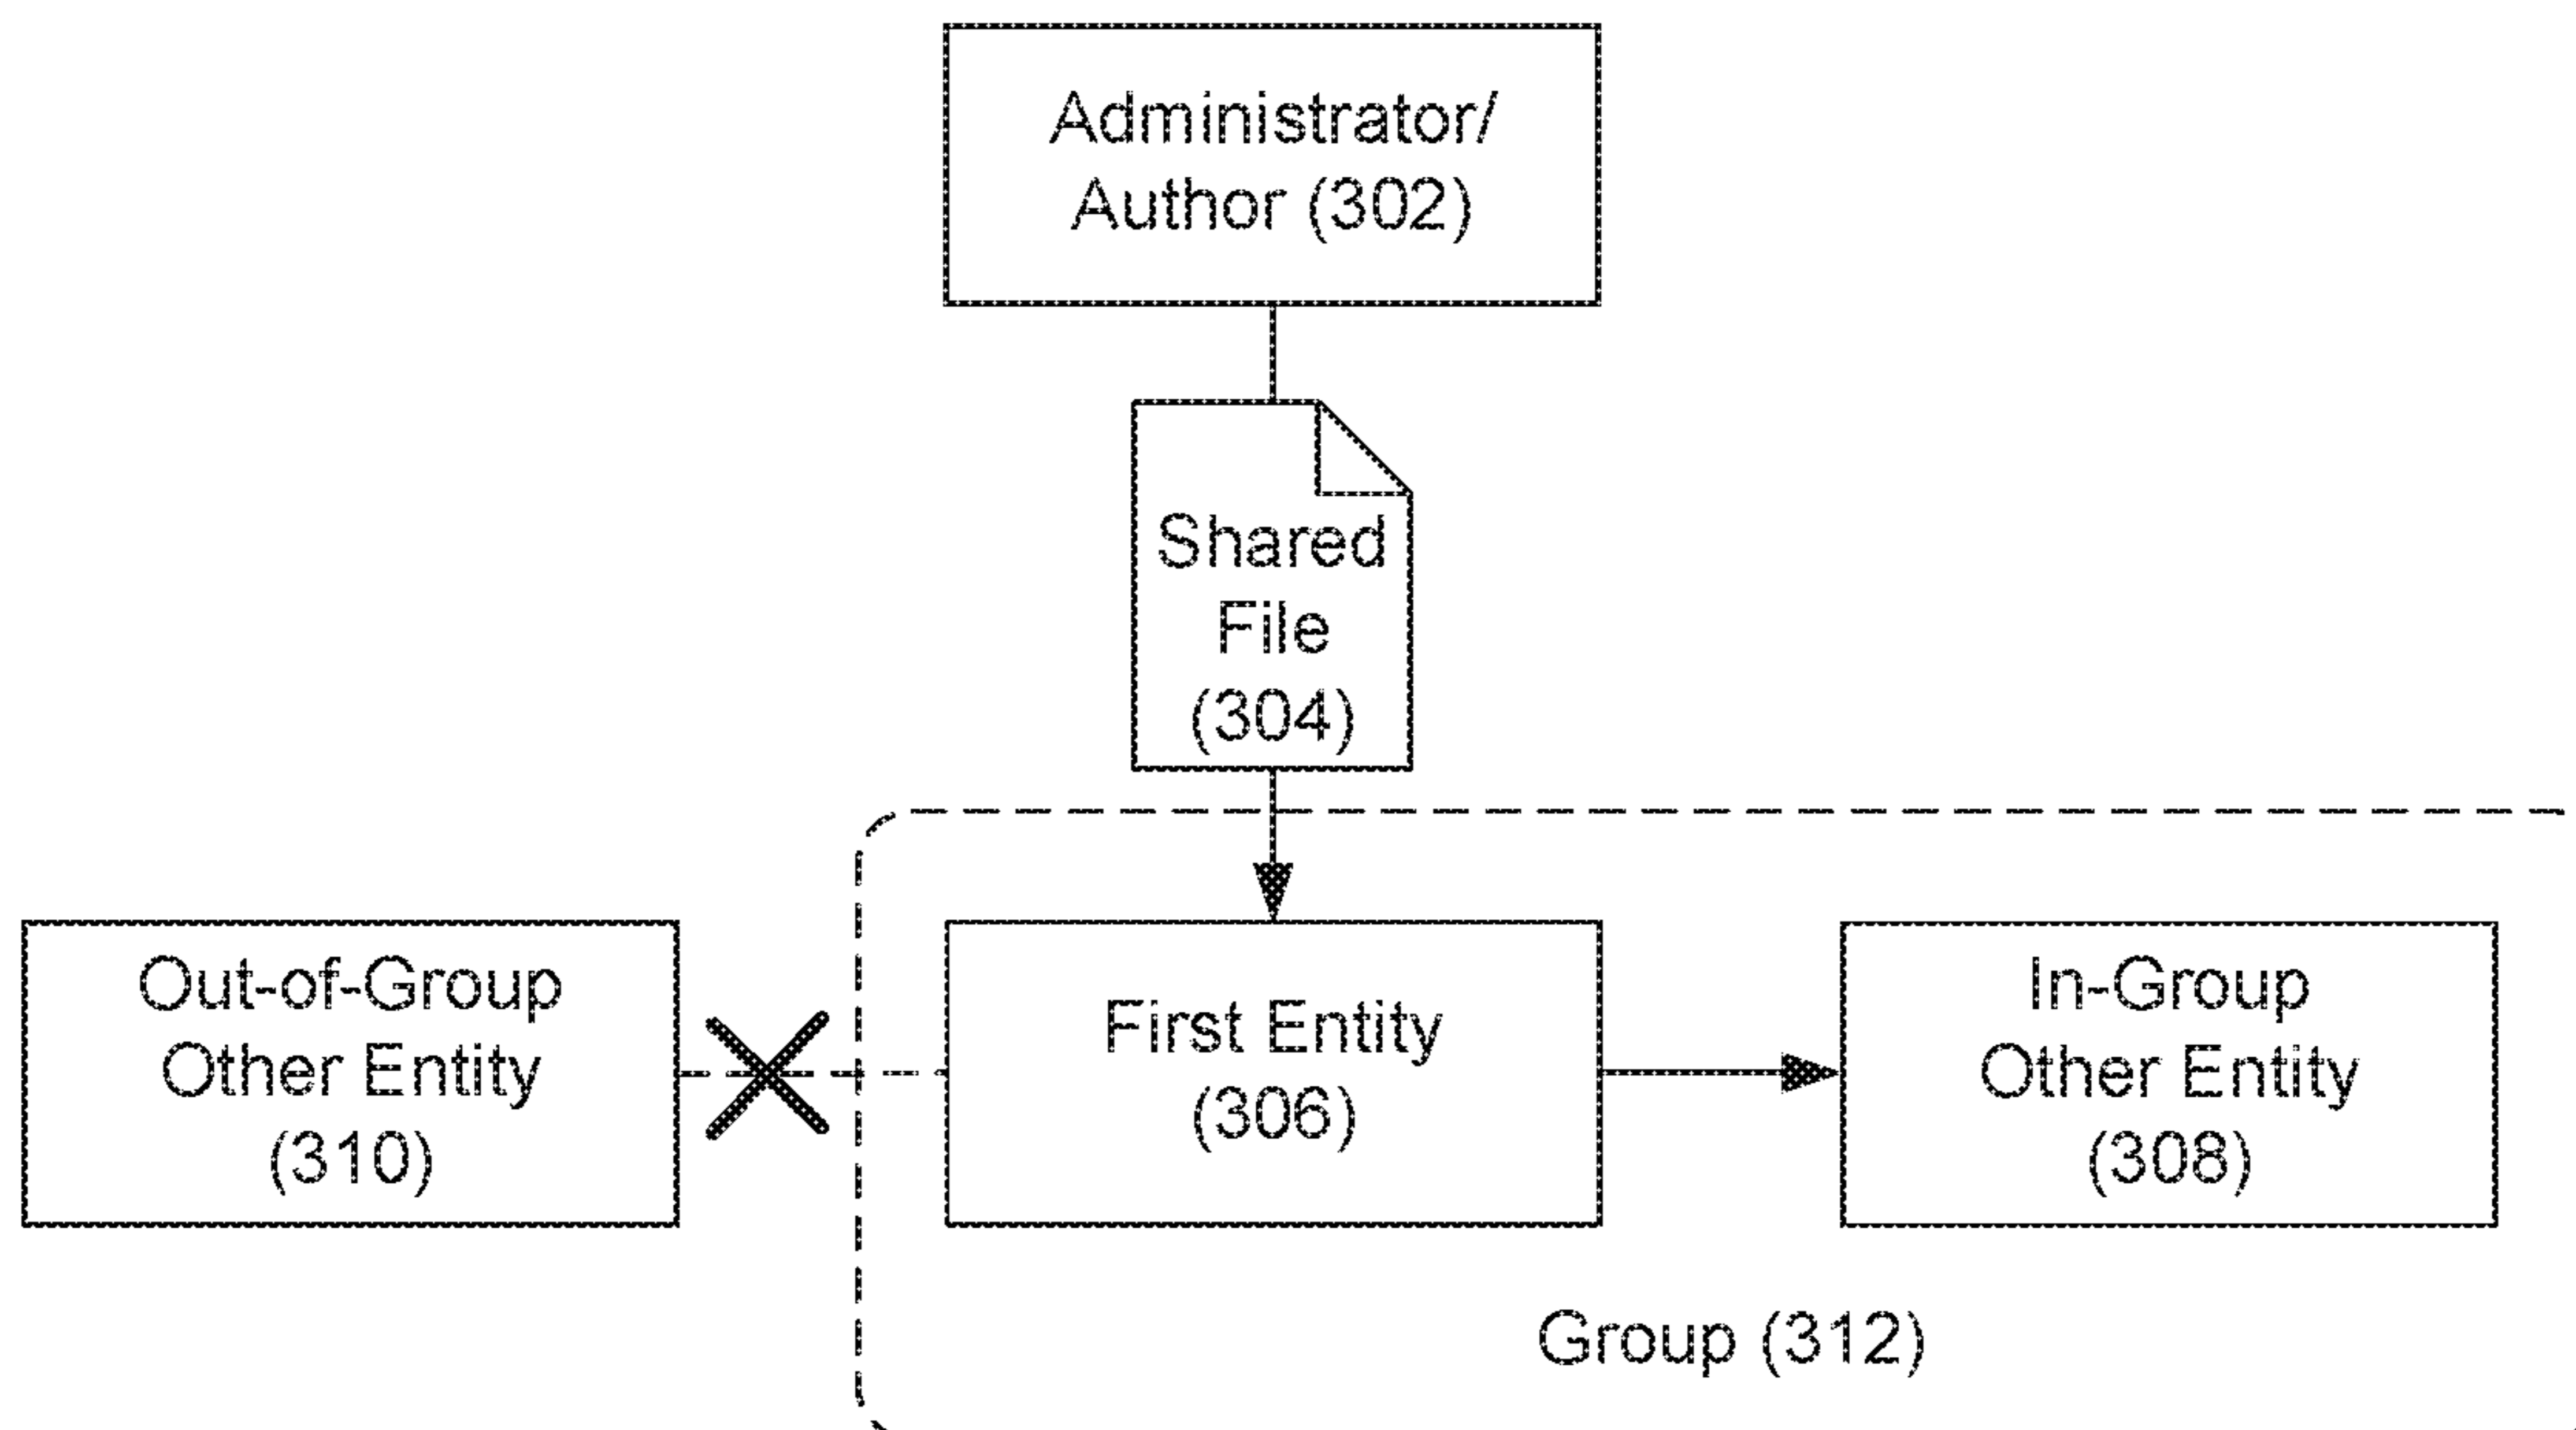 Administrator/
Author (302)
Shared
File
(304)
Out-of-Group
Other Entity
(310)
First Entity
(306)
In-Group
Other Entity
(308)
Group (312)